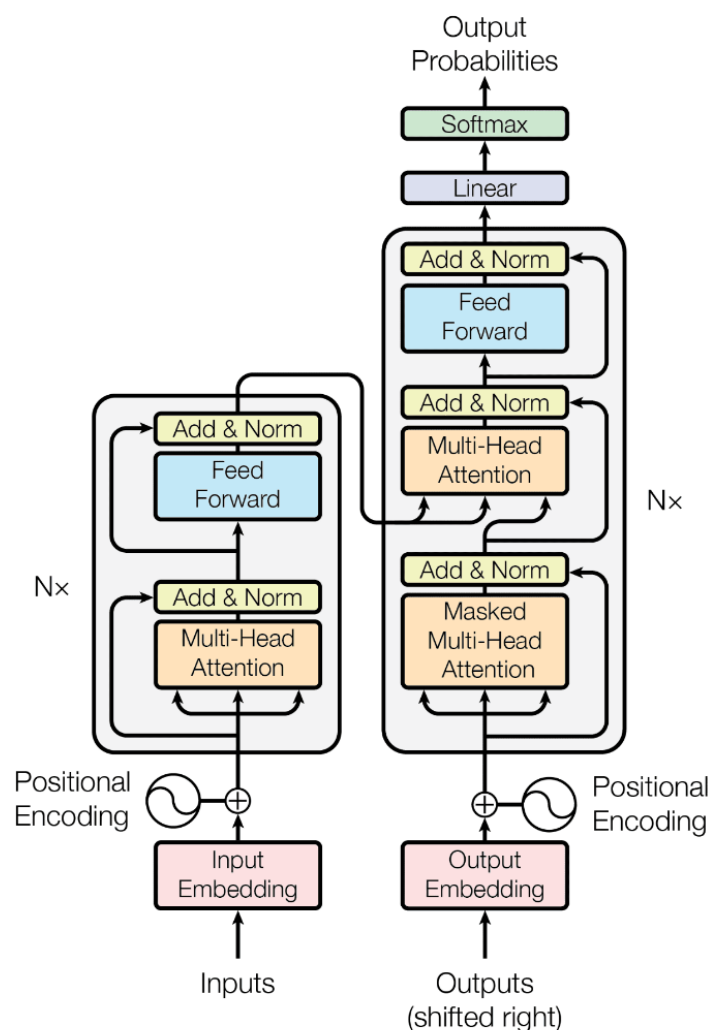 Output
Probabilities
Softmax
Linear
Add & Norm
Feed
Forward
Add & Norm
Multi-Head
Attention
Add & Norm
Masked
Multi-Head
Attention
N×
Add & Norm
Feed
Forward
Add & Norm
Multi-Head
Attention
N×
Positional
Encoding
Positional
Encoding
Input
Embedding
Output
Embedding
Inputs
Outputs
(shifted right)